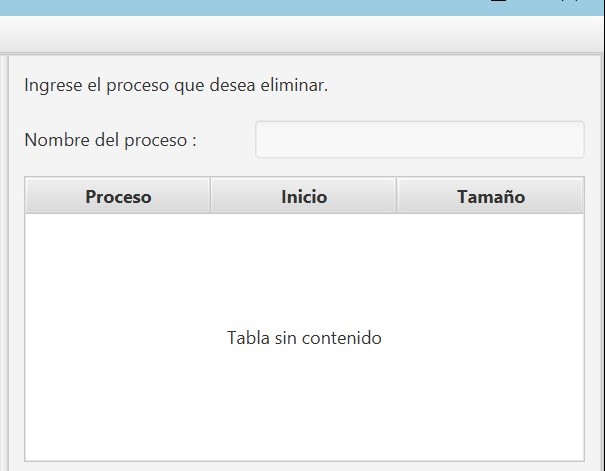 Ingrese el proceso que desea eliminar.
Nombre del proceso :
Proceso Inicio Tamaño
Tabla sin contenido